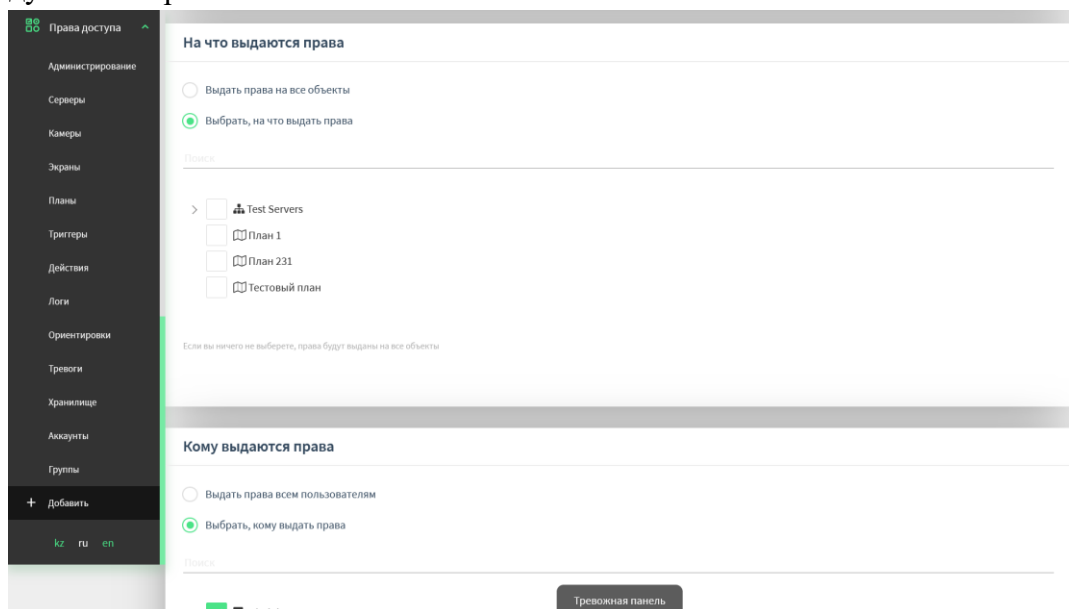 Права доступа
Администрирование
Серверы
Камеры
Экраны
Планы
Триггеры
Действия
Логи
Ориентировки
Тревоги
Хранилище
Аккаунты
Группы
+ Добавить
kz ru en
На что выдаются права
Выдать права на все объекты
Выбрать, на что выдать права
Поиск
Test Servers
План 1
План 231
Тестовый план
Если вы ничего не выберете, права будут выданы на все объекты
Кому выдаются права
Выдать права всем пользователям
Выбрать, кому выдать права
Поиск
Тревожная панель